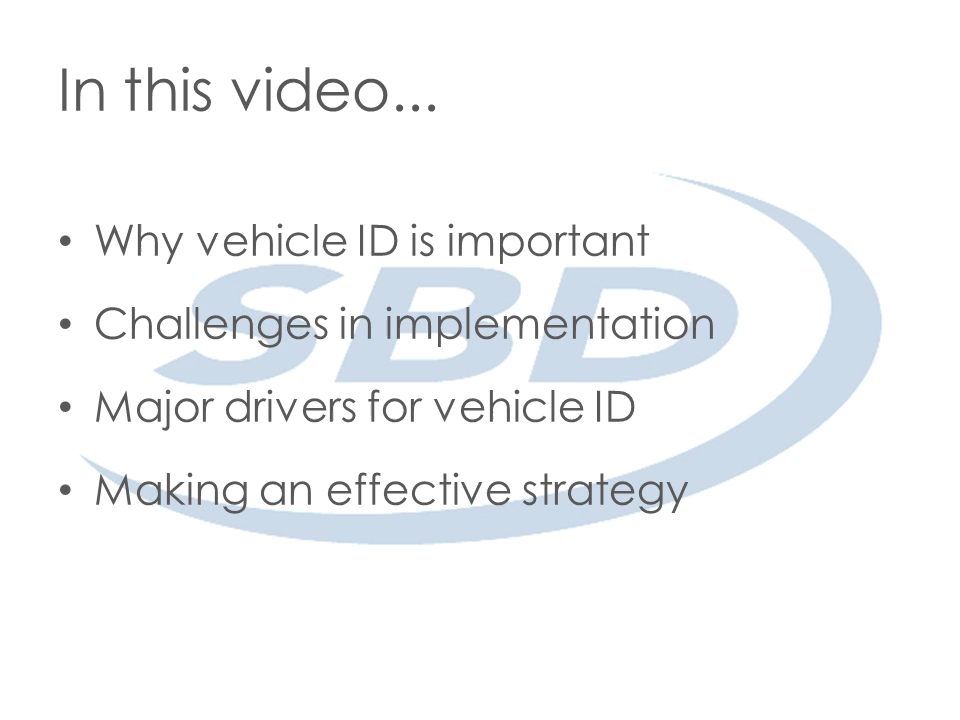 In this video...
• Why vehicle ID is important
• Challenges in implementation
• Major drivers for vehicle ID
• Making an effective strategy
SBD